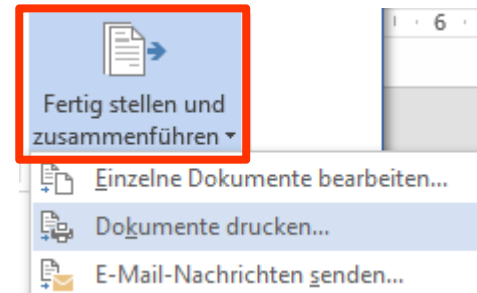 6
Fertig stellen und
zusammenführen
Einzelne Dokumente bearbeiten...
Dokumente drucken...
E-Mail-Nachrichten senden...